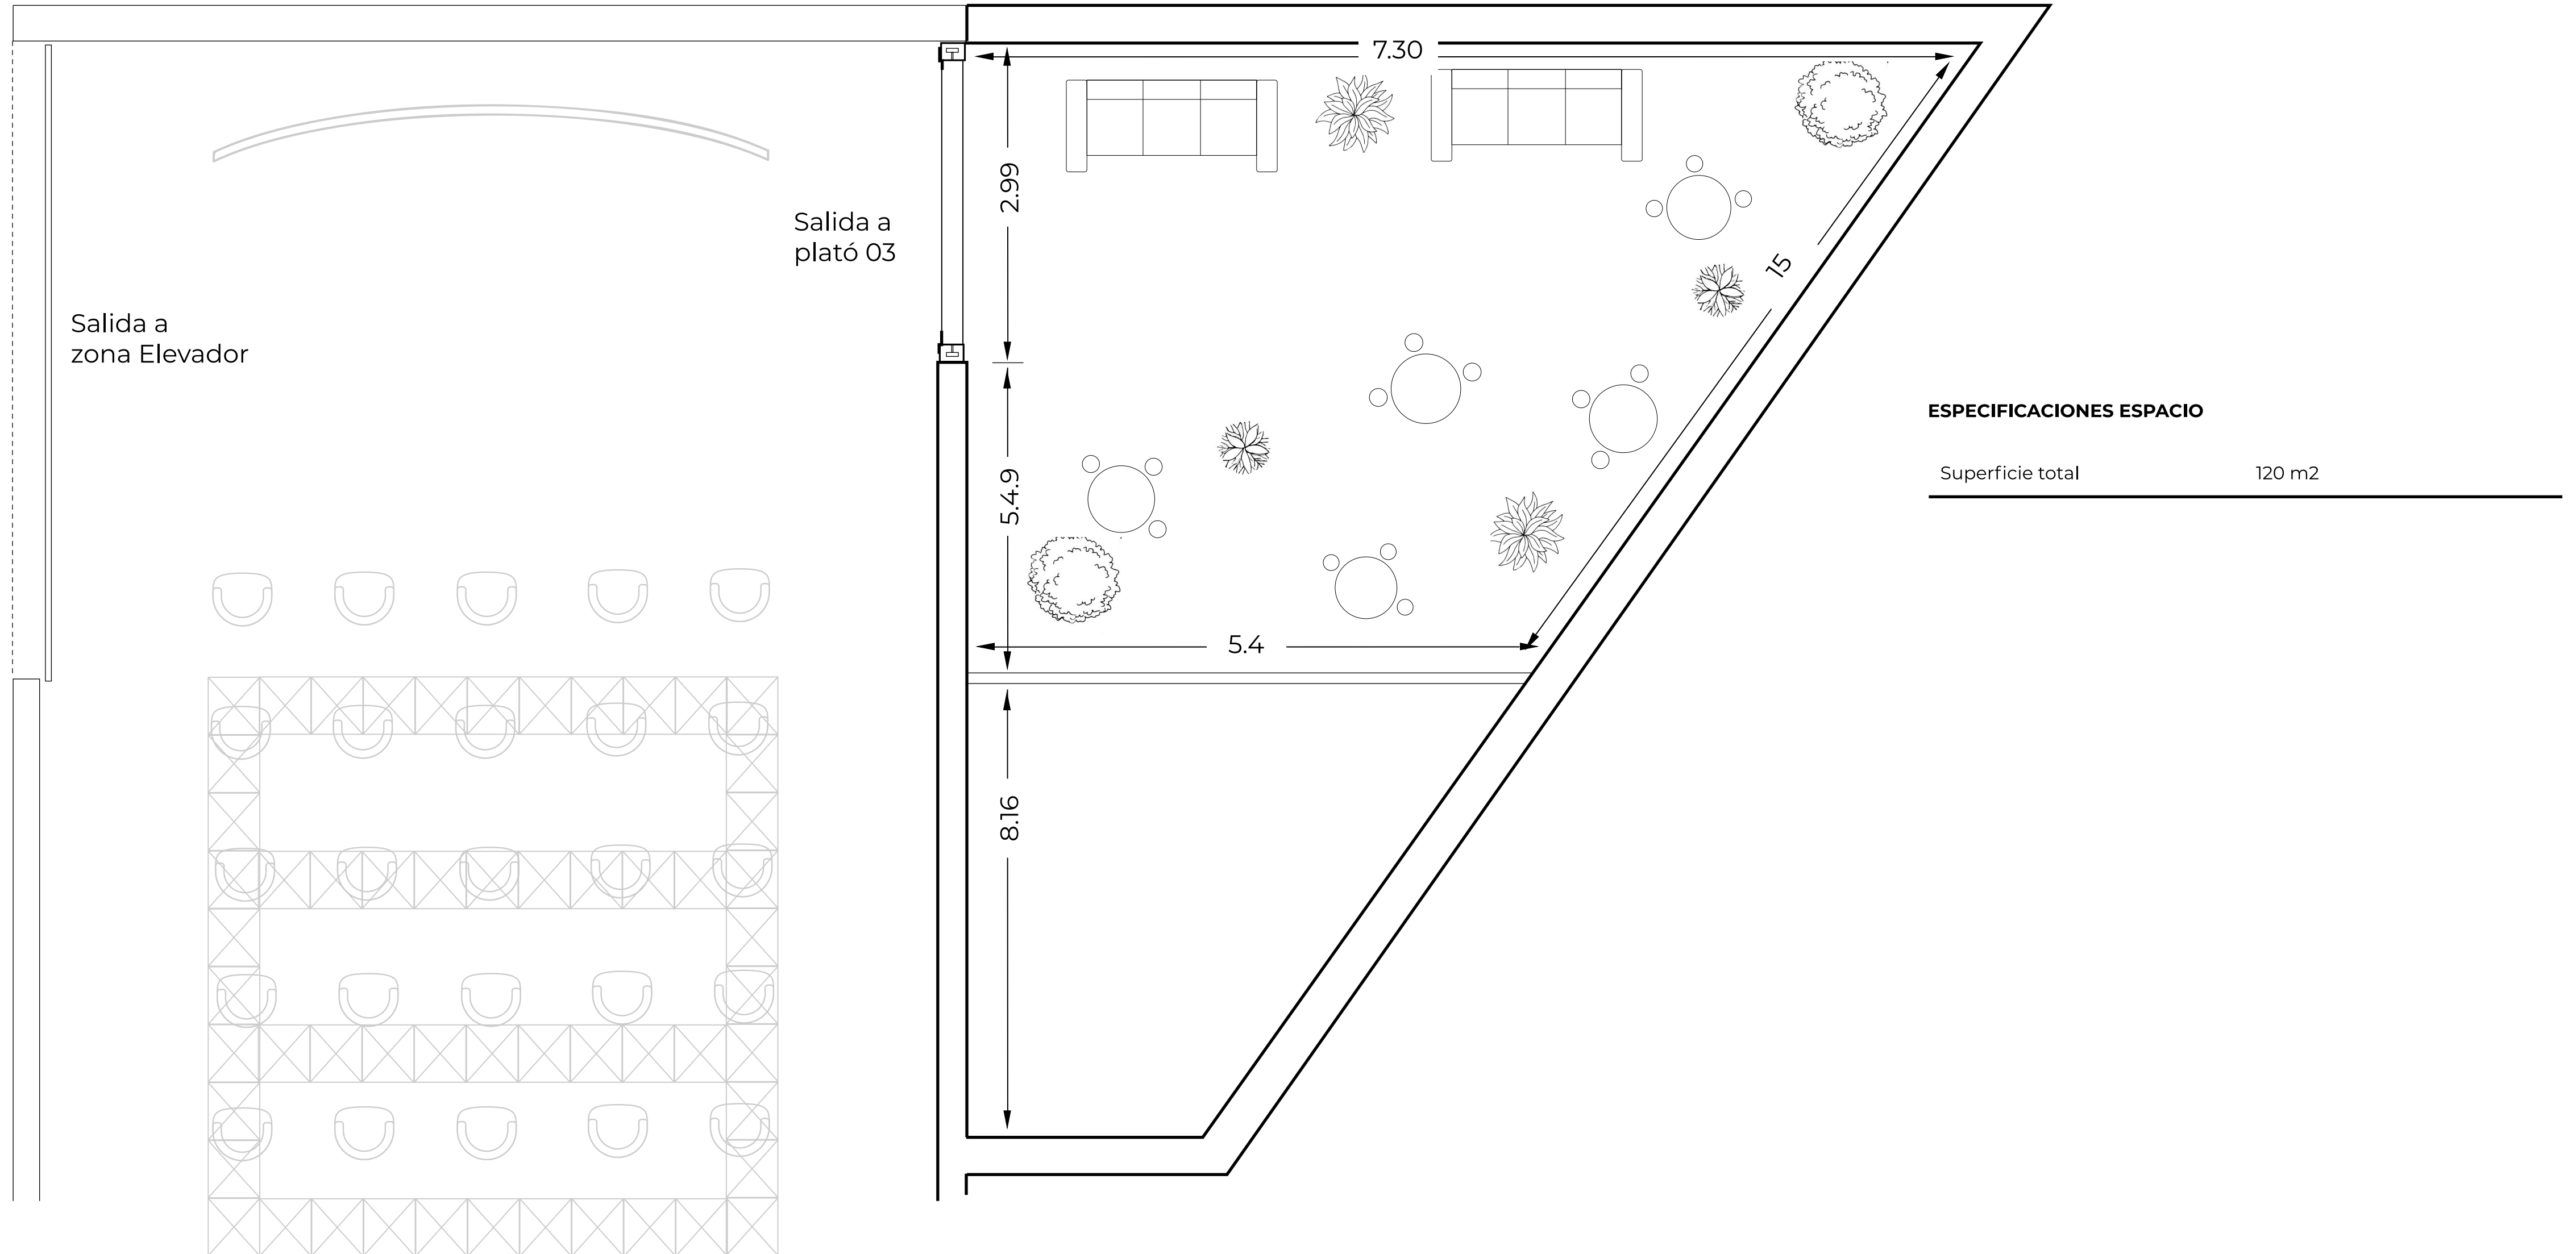 7.30
2.99
Salida a
plató 03
15
Salida a
zona Elevador
ESPECIFICACIONES ESPACIO
Superficie total 120 m2
5.4.9
5.4
8.16